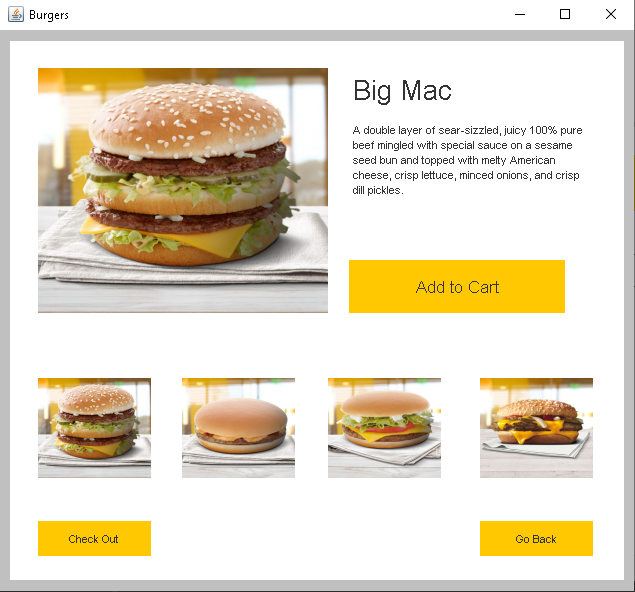 Burgers
Big Mac
A double layer of sear-sizzled, juicy 100% pure
beef mingled with special sauce on a sesame
seed bun and topped with melty American
cheese, crisp lettuce, minced onions, and crisp
dill pickles.
Add to Cart
Check Out
Go Back